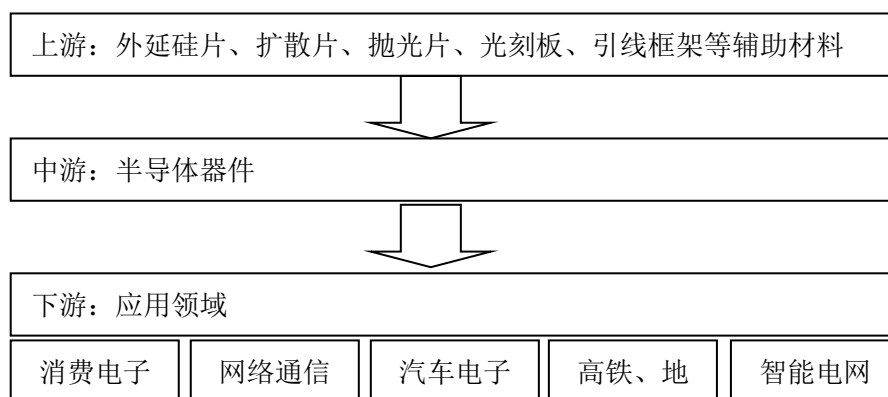 上游：外延硅片、扩散片、抛光片、光刻板、引线框架等辅助材料
中游：半导体器件
下游：应用领域
消费电子 网络通信 汽车电子 高铁、地 智能电网